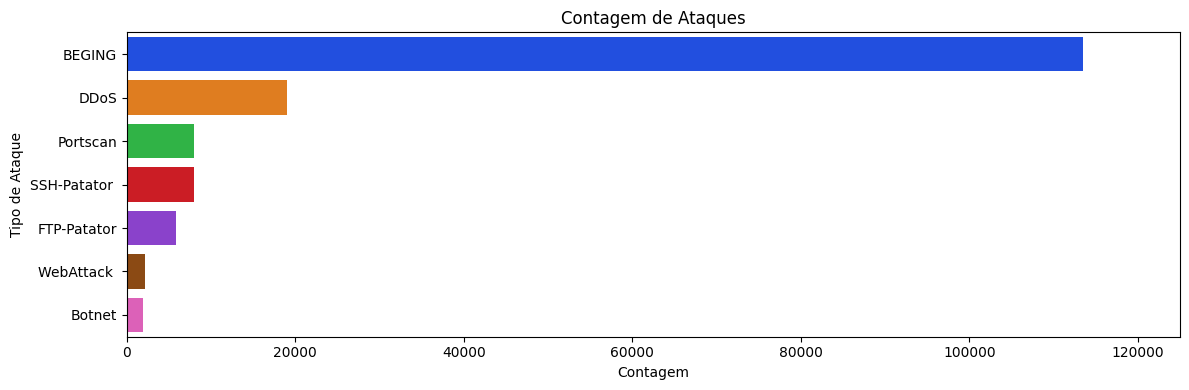 Contagem de Ataques
Tipo de Ataque
BEGING
DDoS
Portscan
SSH-Patator
FTP-Patator
WebAttack
Botnet
0 20000 40000 60000 80000 100000 120000
Contagem